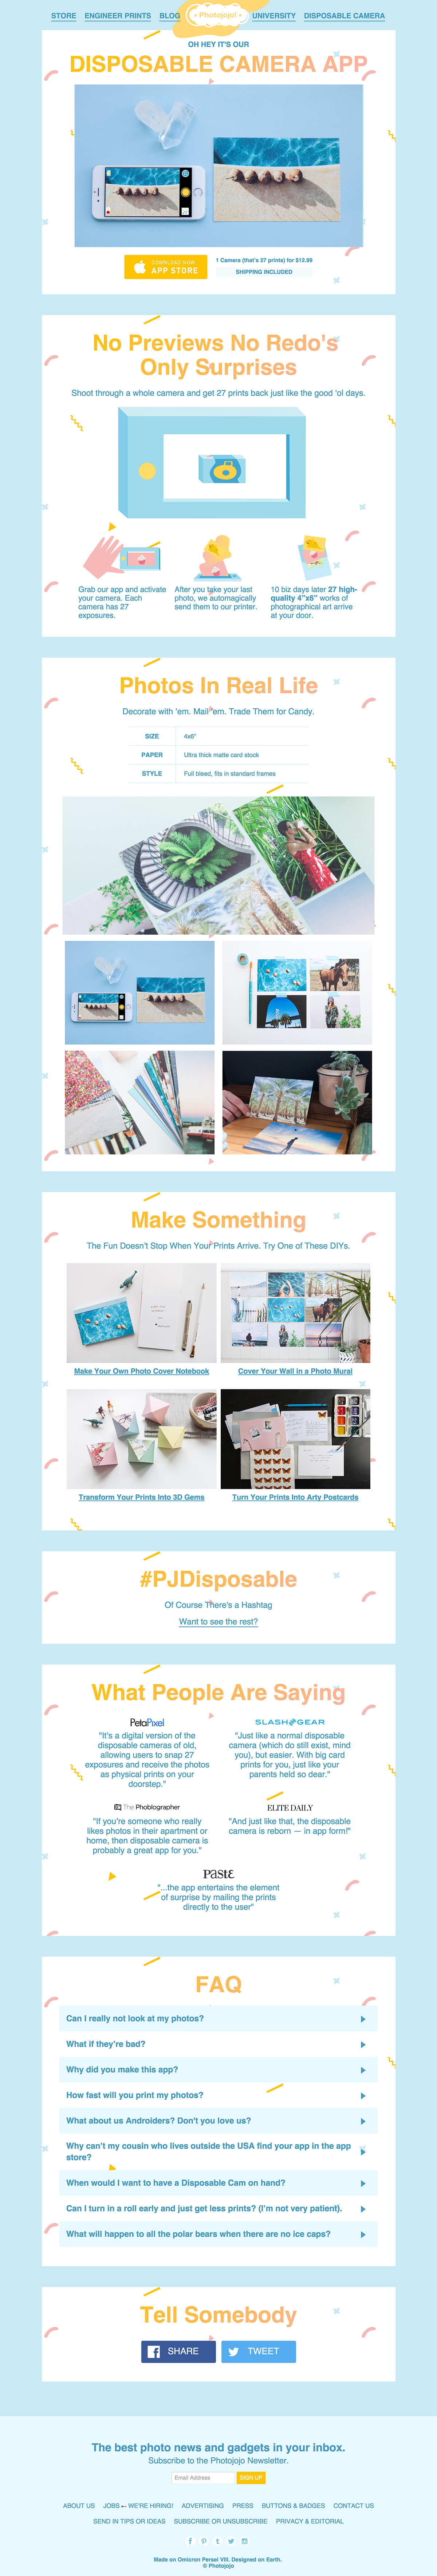 STORE ENGINEER PRINTS BLOG • Photojojo! • UNIVERSITY DISPOSABLE CAMERA
OH HEY IT'S OUR
DISPOSABLE CAMERA APP
DOWNLOAD NOW
APP STORE
1 Camera (that's 27 prints) for $12.99
SHIPPING INCLUDED
No Previews No Redo's
Only Surprises
Shoot through a whole camera and get 27 prints back just like the good 'ol days.
Grab our app and activate
your camera. Each
camera has 27
exposures.
After you take your last
photo, we automagically
send them to our printer.
10 biz days later 27 high-
quality 4"x6" works of
photographical art arrive
at your door.
Photos In Real Life
Decorate with 'em. Mail 'em. Trade Them for Candy.
SIZE 4x6"
PAPER Ultra thick matte card stock
STYLE Full bleed, fits in standard frames
Make Something
The Fun Doesn't Stop When Your Prints Arrive. Try One of These DIYs.
Make Your Own Photo Cover Notebook
Cover Your Wall in a Photo Mural
Transform Your Prints Into 3D Gems
Turn Your Prints Into Arty Postcards
#PJDisposable
Of Course There's a Hashtag
Want to see the rest?
What People Are Saying
PetaPixel
"It's a digital version of the
disposable cameras of old,
allowing users to snap 27
exposures and receive the photos
as physical prints on your
doorstep."
SLASHGEAR
"Just like a normal disposable
camera (which do still exist, mind
you), but easier. With big card
prints for you, just like your
parents held so dear."
The Phoblographer
"If you're someone who really
likes photos in their apartment or
home, then disposable camera is
probably a great app for you."
ELITE DAILY
"And just like that, the disposable
camera is reborn — in app form!"
Paste
"...the app entertains the element
of surprise by mailing the prints
directly to the user"
FAQ
Can I really not look at my photos?
What if they're bad?
Why did you make this app?
How fast will you print my photos?
What about us Androiders? Don't you love us?
Why can't my cousin who lives outside the USA find your app in the app
store?
When would I want to have a Disposable Cam on hand?
Can I turn in a roll early and just get less prints? (I'm not very patient).
What will happen to all the polar bears when there are no ice caps?
Tell Somebody
SHARE TWEET
The best photo news and gadgets in your inbox.
Subscribe to the Photojojo Newsletter.
Email Address SIGN UP
ABOUT US JOBS ← WE'RE HIRING! ADVERTISING PRESS BUTTONS & BADGES CONTACT US
SEND IN TIPS OR IDEAS SUBSCRIBE OR UNSUBSCRIBE PRIVACY & EDITORIAL
Made on Omicron Persei VIII. Designed on Earth.
© Photojojo